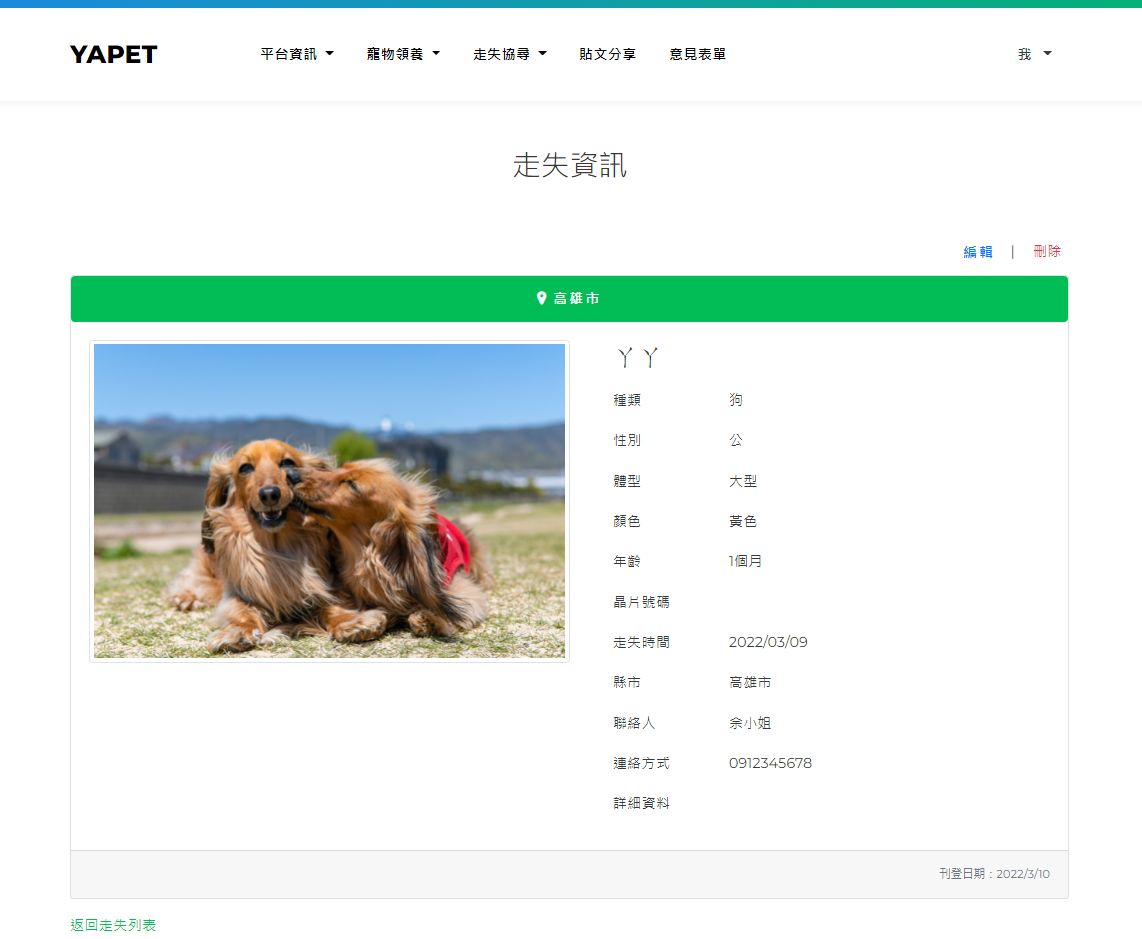 YAPET 平台資訊 寵物領養 走失協尋 貼文分享 意見表單 我
走失資訊
編輯 | 刪除
高雄市
丫丫
種類 狗
性別 公
體型 大型
顏色 黃色
年齡 1個月
晶片號碼
走失時間 2022/03/09
縣市 高雄市
聯絡人 余小姐
連絡方式 0912345678
詳細資料
刊登日期：2022/3/10
返回走失列表